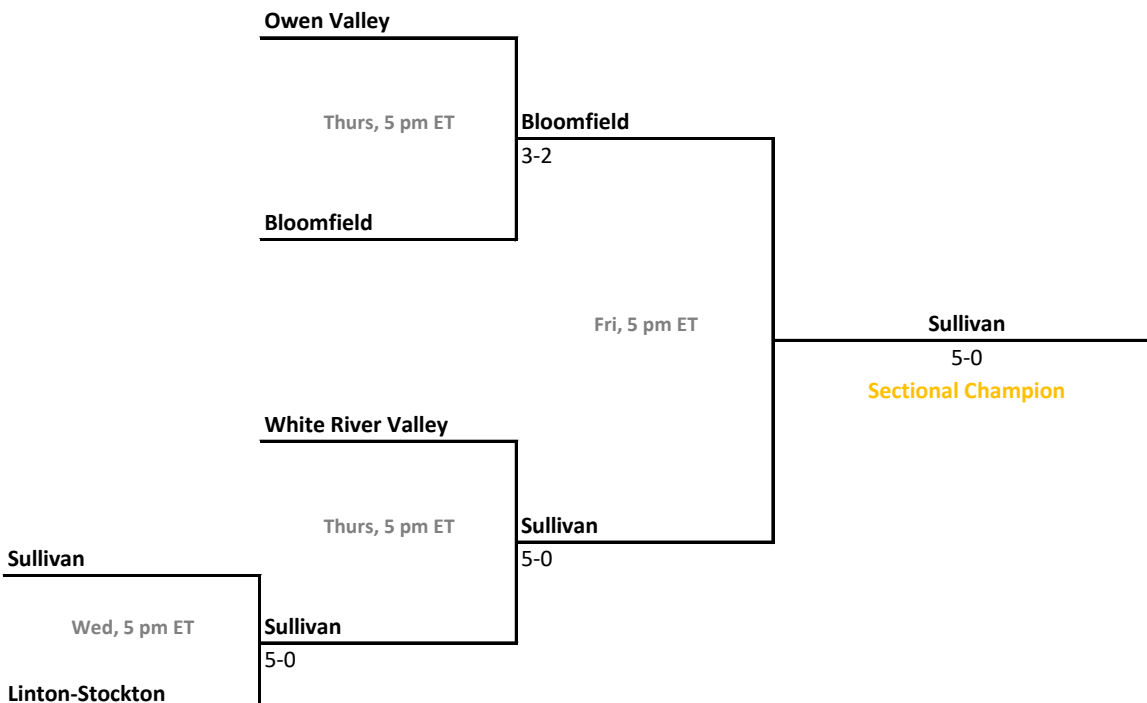 Owen Valley
Thurs, 5 pm ET
Bloomfield
3-2
Bloomfield
Fri, 5 pm ET
Sullivan
5-0
Sectional Champion
White River Valley
Thurs, 5 pm ET
Sullivan
5-0
Sullivan
Wed, 5 pm ET
Sullivan
5-0
Linton-Stockton